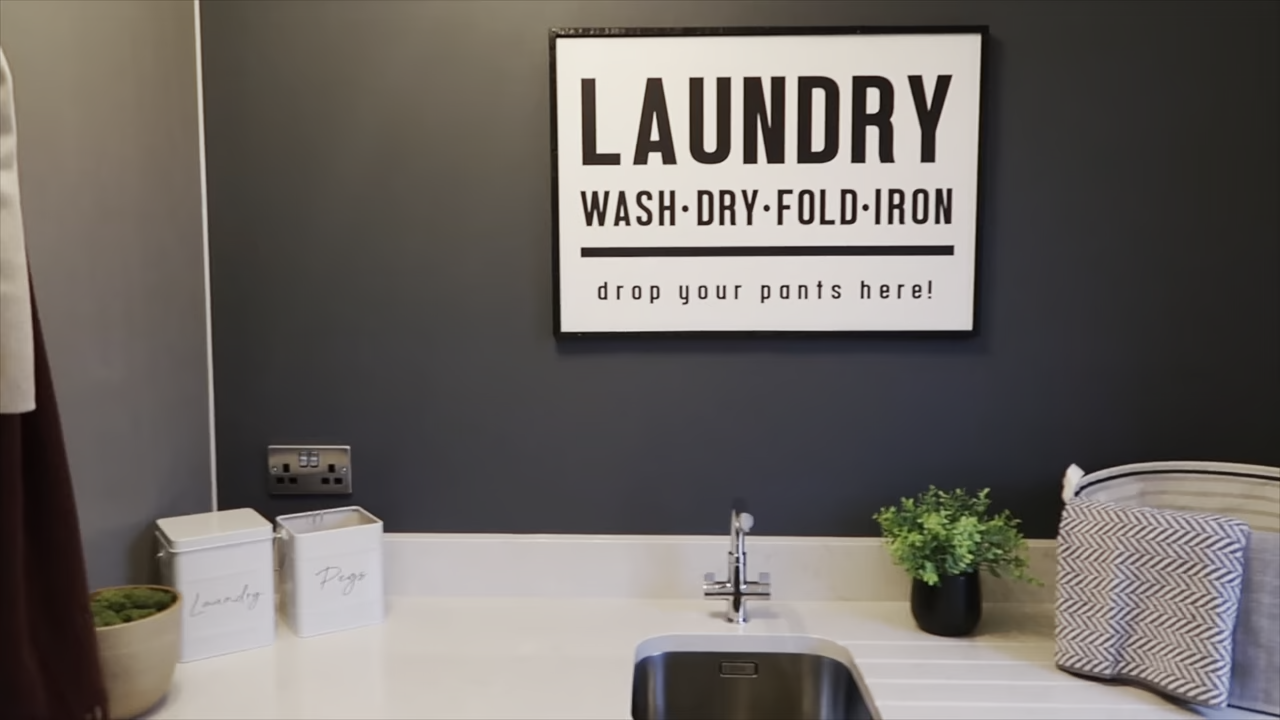 LAUNDRY
WASH·DRY·FOLD·IRON
drop your pants here!
Laundry
Pegs